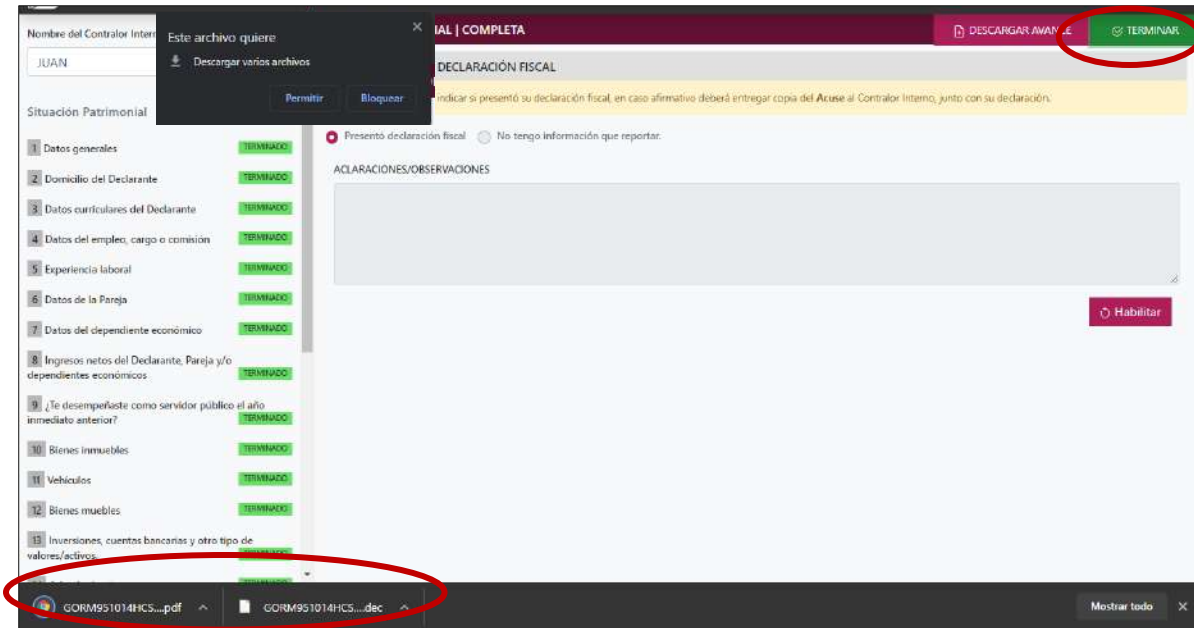 Nombre del Contralor Intern
JUAN
Este archivo quiere
Descargar varios archivos
Permitir Bloquear
IAL | COMPLETA
DESCARGAR AVANCE
TERMINAR
DECLARACIÓN FISCAL
indicar si presentó su declaración fiscal, en caso afirmativo deberá entregar copia del Acuse al Contralor Interno, junto con su declaración.
Presentó declaración fiscal No tengo información que reportar.
ACLARACIONES/OBSERVACIONES
Habilitar
Situación Patrimonial
1 Datos generales TERMINADO
2 Domicilio del Declarante TERMINADO
3 Datos curriculares del Declarante TERMINADO
4 Datos del empleo, cargo o comisión TERMINADO
5 Experiencia laboral TERMINADO
6 Datos de la Pareja TERMINADO
7 Datos del dependiente económico TERMINADO
8 Ingresos netos del Declarante, Pareja y/o
dependientes económicos TERMINADO
9 ¿Te desempeñaste como servidor público el año
inmediato anterior? TERMINADO
10 Bienes inmuebles TERMINADO
11 Vehículos TERMINADO
12 Bienes muebles TERMINADO
13 Inversiones, cuentas bancarias y otro tipo de
valores/activos. TERMINADO
GORM951014HCS....pdf
GORM951014HCS....dec
Mostrar todo